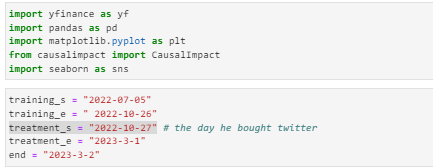 import yfinance as yf
import pandas as pd
import matplotlib.pyplot as plt
from causalimpact import CausalImpact
import seaborn as sns
training_s = "2022-07-05"
training_e = " 2022-10-26"
treatment_s = "2022-10-27" # the day he bought twitter
treatment_e = "2023-3-1"
end = "2023-3-2"